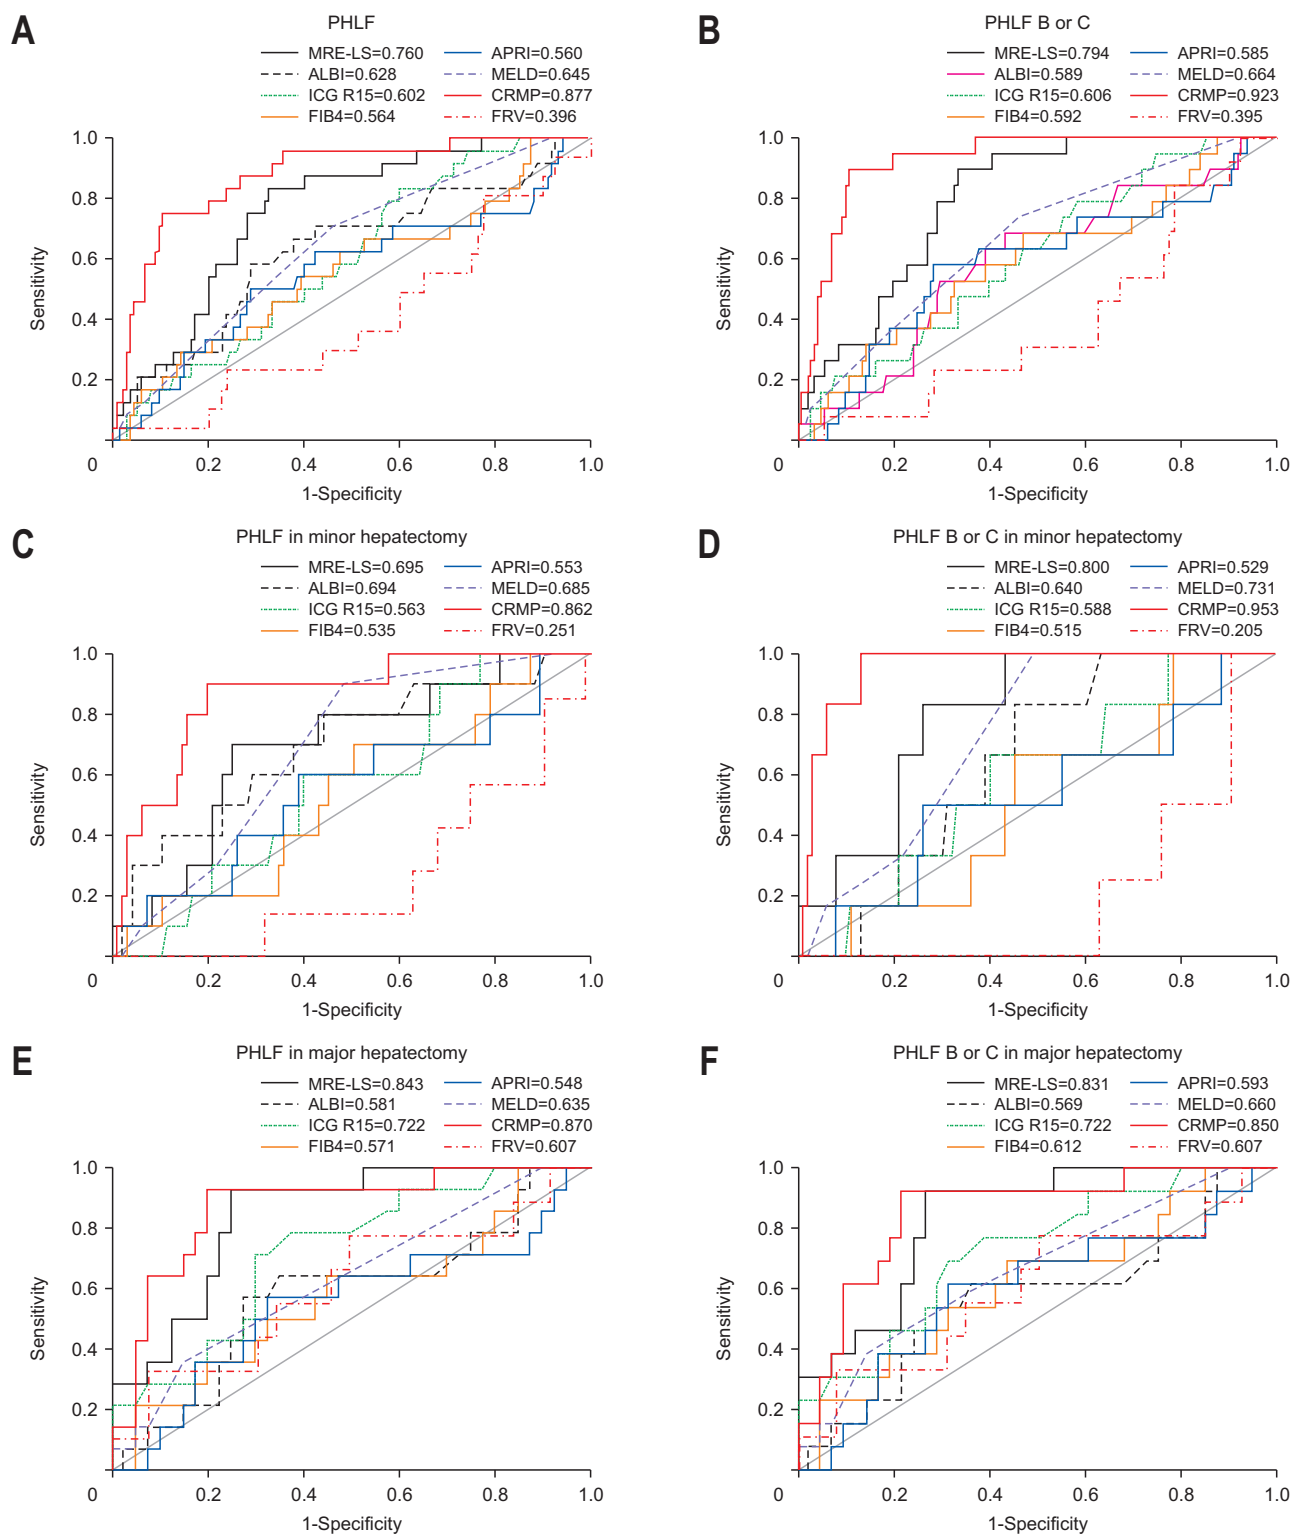 A
PHLF
MRE-LS=0.760 APRI=0.560
ALBI=0.628 MELD=0.645
ICG R15=0.602 CRMP=0.877
FIB4=0.564 FRV=0.396
1.0
0.8
0.6
0.4
0.2
Sensitivity
0 0.2 0.4 0.6 0.8 1.0
1-Specificity
B
PHLF B or C
MRE-LS=0.794 APRI=0.585
ALBI=0.589 MELD=0.664
ICG R15=0.606 CRMP=0.923
FIB4=0.592 FRV=0.395
1.0
0.8
0.6
0.4
0.2
Sensitivity
0 0.2 0.4 0.6 0.8 1.0
1-Specificity
C
PHLF in minor hepatectomy
MRE-LS=0.695 APRI=0.553
ALBI=0.694 MELD=0.685
ICG R15=0.563 CRMP=0.862
FIB4=0.535 FRV=0.251
1.0
0.8
0.6
0.4
0.2
Sensitivity
0 0.2 0.4 0.6 0.8 1.0
1-Specificity
D
PHLF B or C in minor hepatectomy
MRE-LS=0.800 APRI=0.529
ALBI=0.640 MELD=0.731
ICG R15=0.588 CRMP=0.953
FIB4=0.515 FRV=0.205
1.0
0.8
0.6
0.4
0.2
Sensitivity
0 0.2 0.4 0.6 0.8 1.0
1-Specificity
E
PHLF in major hepatectomy
MRE-LS=0.843 APRI=0.548
ALBI=0.581 MELD=0.635
ICG R15=0.722 CRMP=0.870
FIB4=0.571 FRV=0.607
1.0
0.8
0.6
0.4
0.2
Sensitivity
0 0.2 0.4 0.6 0.8 1.0
1-Specificity
F
PHLF B or C in major hepatectomy
MRE-LS=0.831 APRI=0.593
ALBI=0.569 MELD=0.660
ICG R15=0.722 CRMP=0.850
FIB4=0.612 FRV=0.607
1.0
0.8
0.6
0.4
0.2
Sensitivity
0 0.2 0.4 0.6 0.8 1.0
1-Specificity